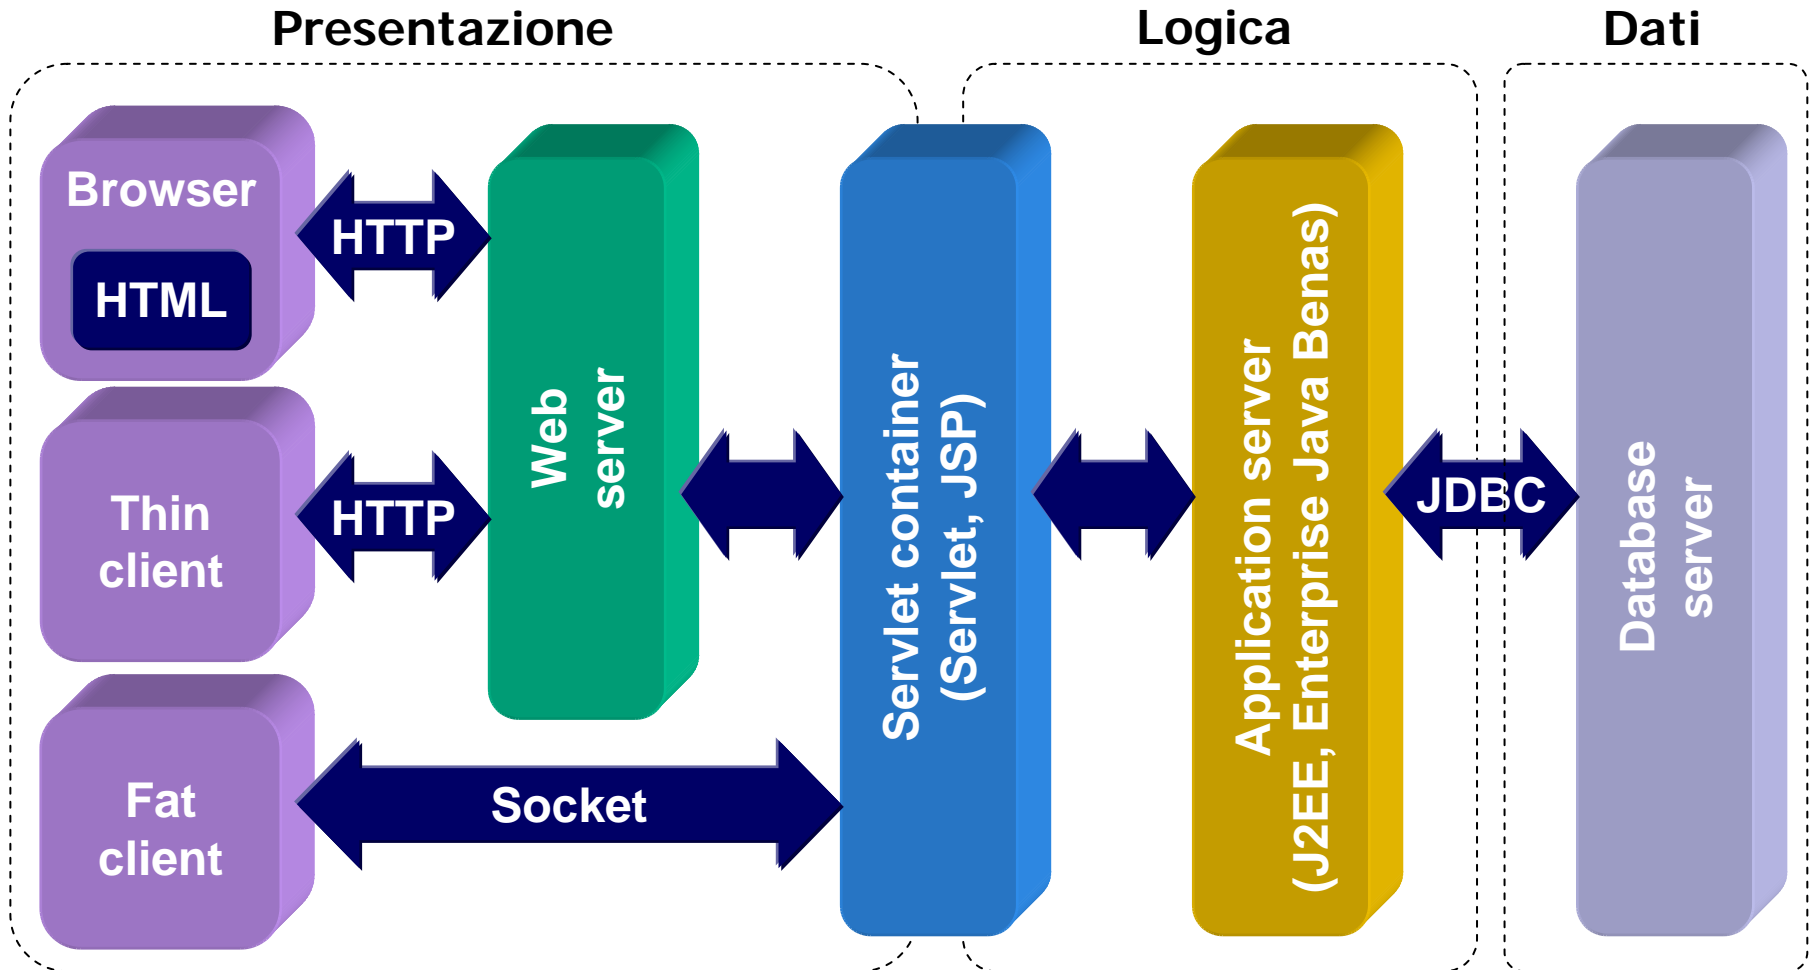 Presentazione
Logica
Dati
Browser
HTML
HTTP
Thin
client
HTTP
Fat
client
Socket
Web
server
Servlet container
(Servlet, JSP)
Application server
(J2EE, Enterprise Java Benas)
JDBC
Database
server